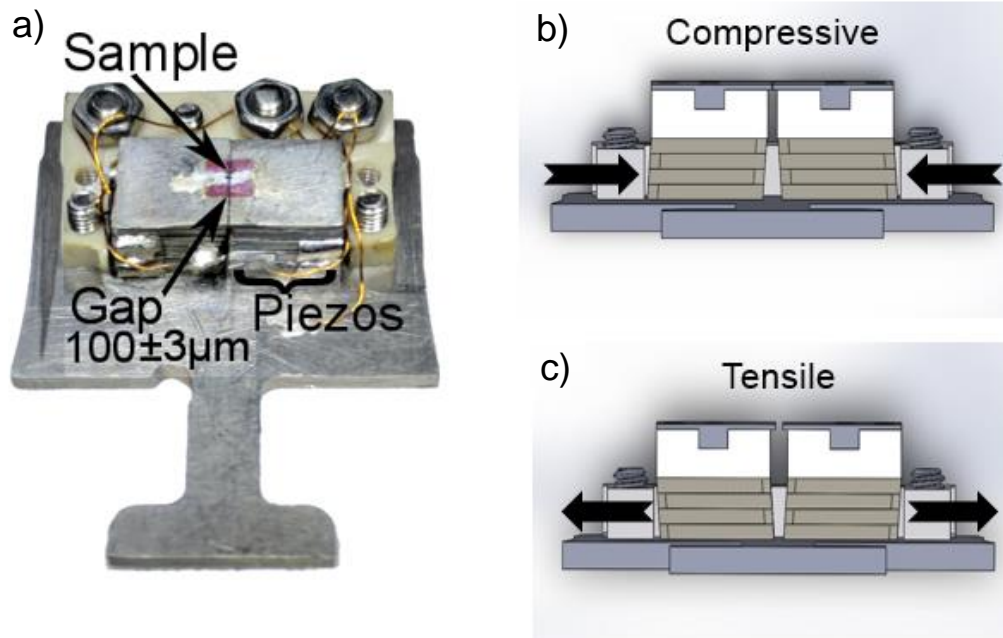 a)
Sample
Gap
100±3µm
Piezos
b)
Compressive
c)
Tensile